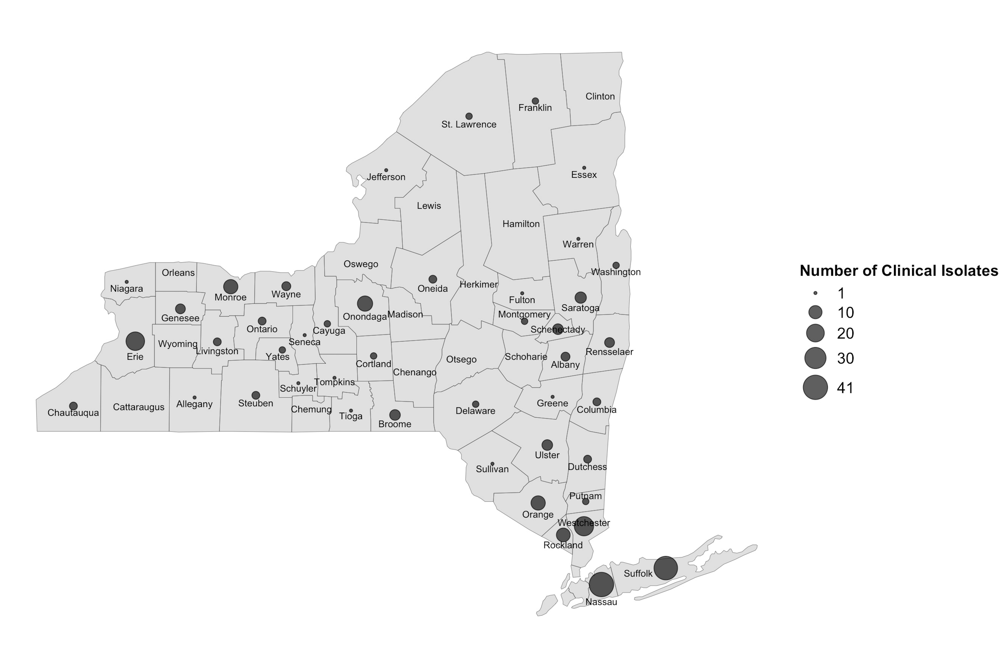 Clinton
Franklin
St. Lawrence
Essex
Jefferson
Lewis
Hamilton
Warren
Oswego
Washington
Orleans
Herkimer
Niagara
Oneida
Wayne
Monroe
Fulton
Saratoga
Montgomery
Madison
Onondaga
Genesee
Ontario
Schenectady
Cayuga
Seneca
Wyoming
Livingston
Rensselaer
Erie
Yates
Schoharie
Otsego
Cortland
Albany
Chenango
Tompkins
Schuyler
Steuben
Greene
Allegany
Cattaraugus
Chemung
Columbia
Delaware
Chautauqua
Tioga
Broome
Ulster
Dutchess
Sullivan
Putnam
Orange
Westchester
Rockland
Suffolk
Nassau
Number of Clinical Isolates
1
10
20
30
41